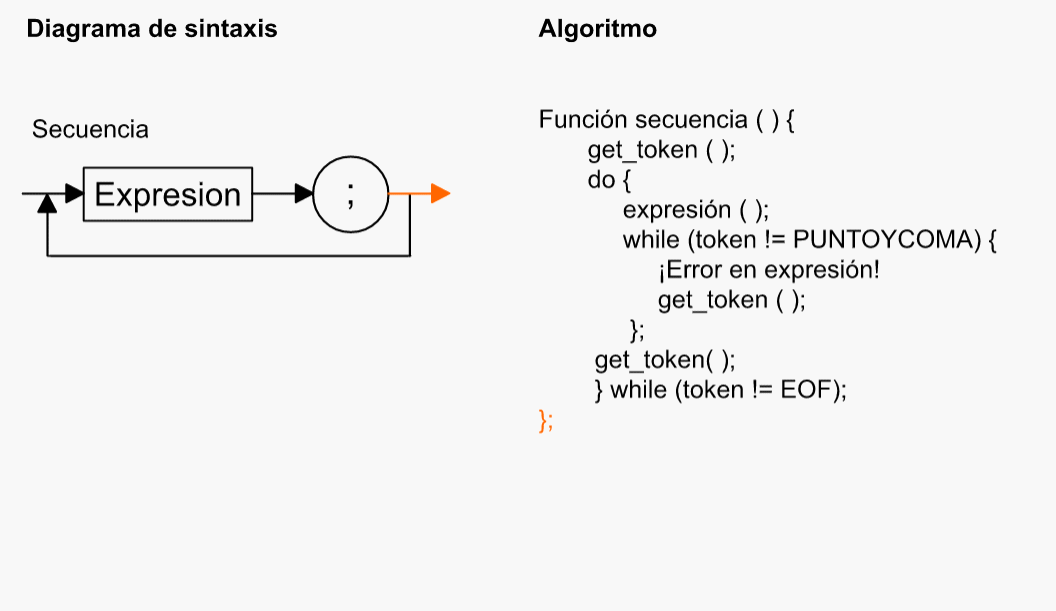 Diagrama de sintaxis
Secuencia
Expresion
;
Algoritmo
Función secuencia ( ) {
get_token ( );
do {
expresión ( );
while (token != PUNTOYCOMA) {
¡Error en expresión!
get_token ( );
};
get_token( );
} while (token != EOF);
};